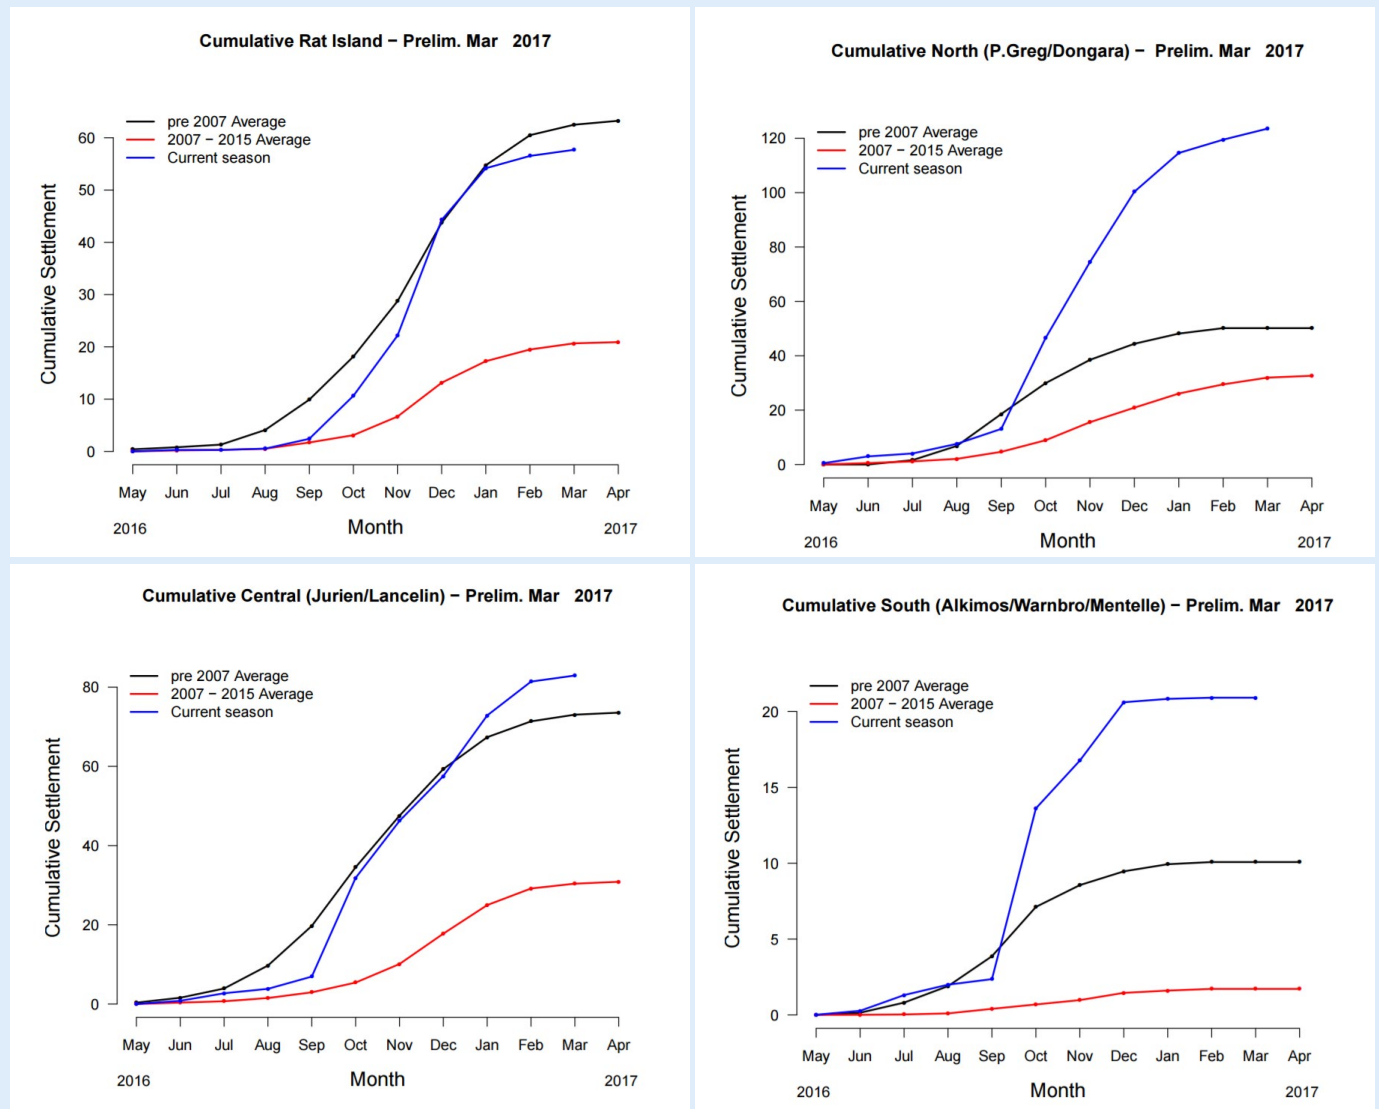 Cumulative Rat Island − Prelim. Mar 2017
pre 2007 Average
2007 − 2015 Average
Current season
Cumulative Settlement
60
50
40
30
20
10
0
May Jun Jul Aug Sep Oct Nov Dec Jan Feb Mar Apr
2016 Month 2017
Cumulative North (P.Greg/Dongara) − Prelim. Mar 2017
pre 2007 Average
2007 − 2015 Average
Current season
Cumulative Settlement
120
100
80
60
40
20
0
May Jun Jul Aug Sep Oct Nov Dec Jan Feb Mar Apr
2016 Month 2017
Cumulative Central (Jurien/Lancelin) − Prelim. Mar 2017
pre 2007 Average
2007 − 2015 Average
Current season
Cumulative Settlement
80
60
40
20
0
May Jun Jul Aug Sep Oct Nov Dec Jan Feb Mar Apr
2016 Month 2017
Cumulative South (Alkimos/Warnbro/Mentelle) − Prelim. Mar 2017
pre 2007 Average
2007 − 2015 Average
Current season
Cumulative Settlement
20
15
10
5
0
May Jun Jul Aug Sep Oct Nov Dec Jan Feb Mar Apr
2016 Month 2017